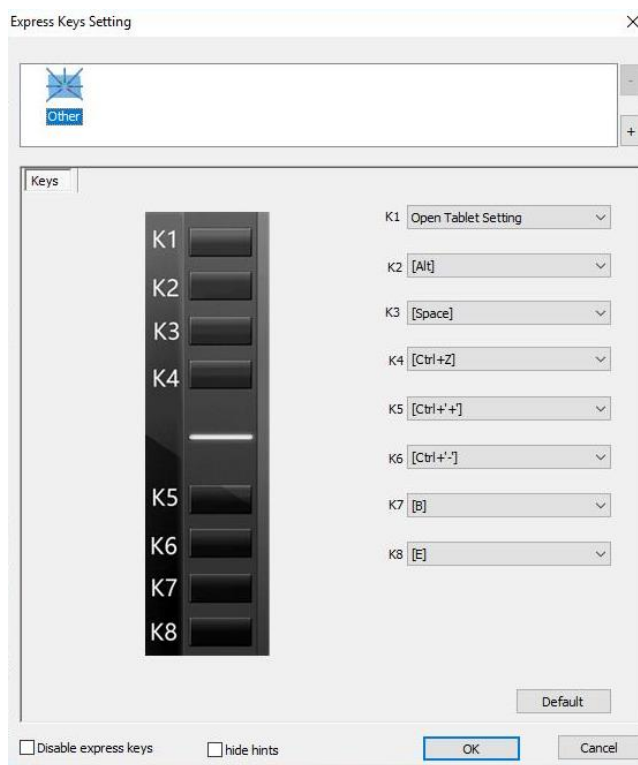 Express Keys Setting
Other
-
+
Keys
K1
K2
K3
K4
K5
K6
K7
K8
K1 Open Tablet Setting
K2 [Alt]
K3 [Space]
K4 [Ctrl+Z]
K5 [Ctrl+'+']
K6 [Ctrl+'-']
K7 [B]
K8 [E]
Default
Disable express keys hide hints OK Cancel